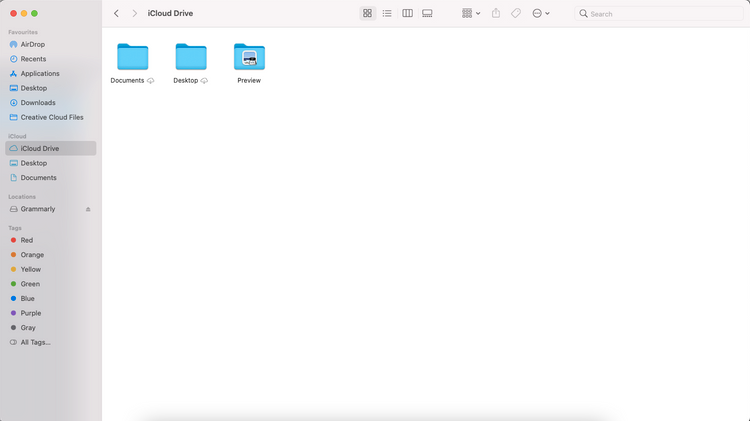 iCloud Drive
Search
Favourites
AirDrop
Recents
Applications
Desktop
Downloads
Creative Cloud Files
iCloud
iCloud Drive
Desktop
Documents
Locations
Grammarly
Tags
Red
Orange
Yellow
Green
Blue
Purple
Gray
All Tags...
Documents
Desktop
Preview